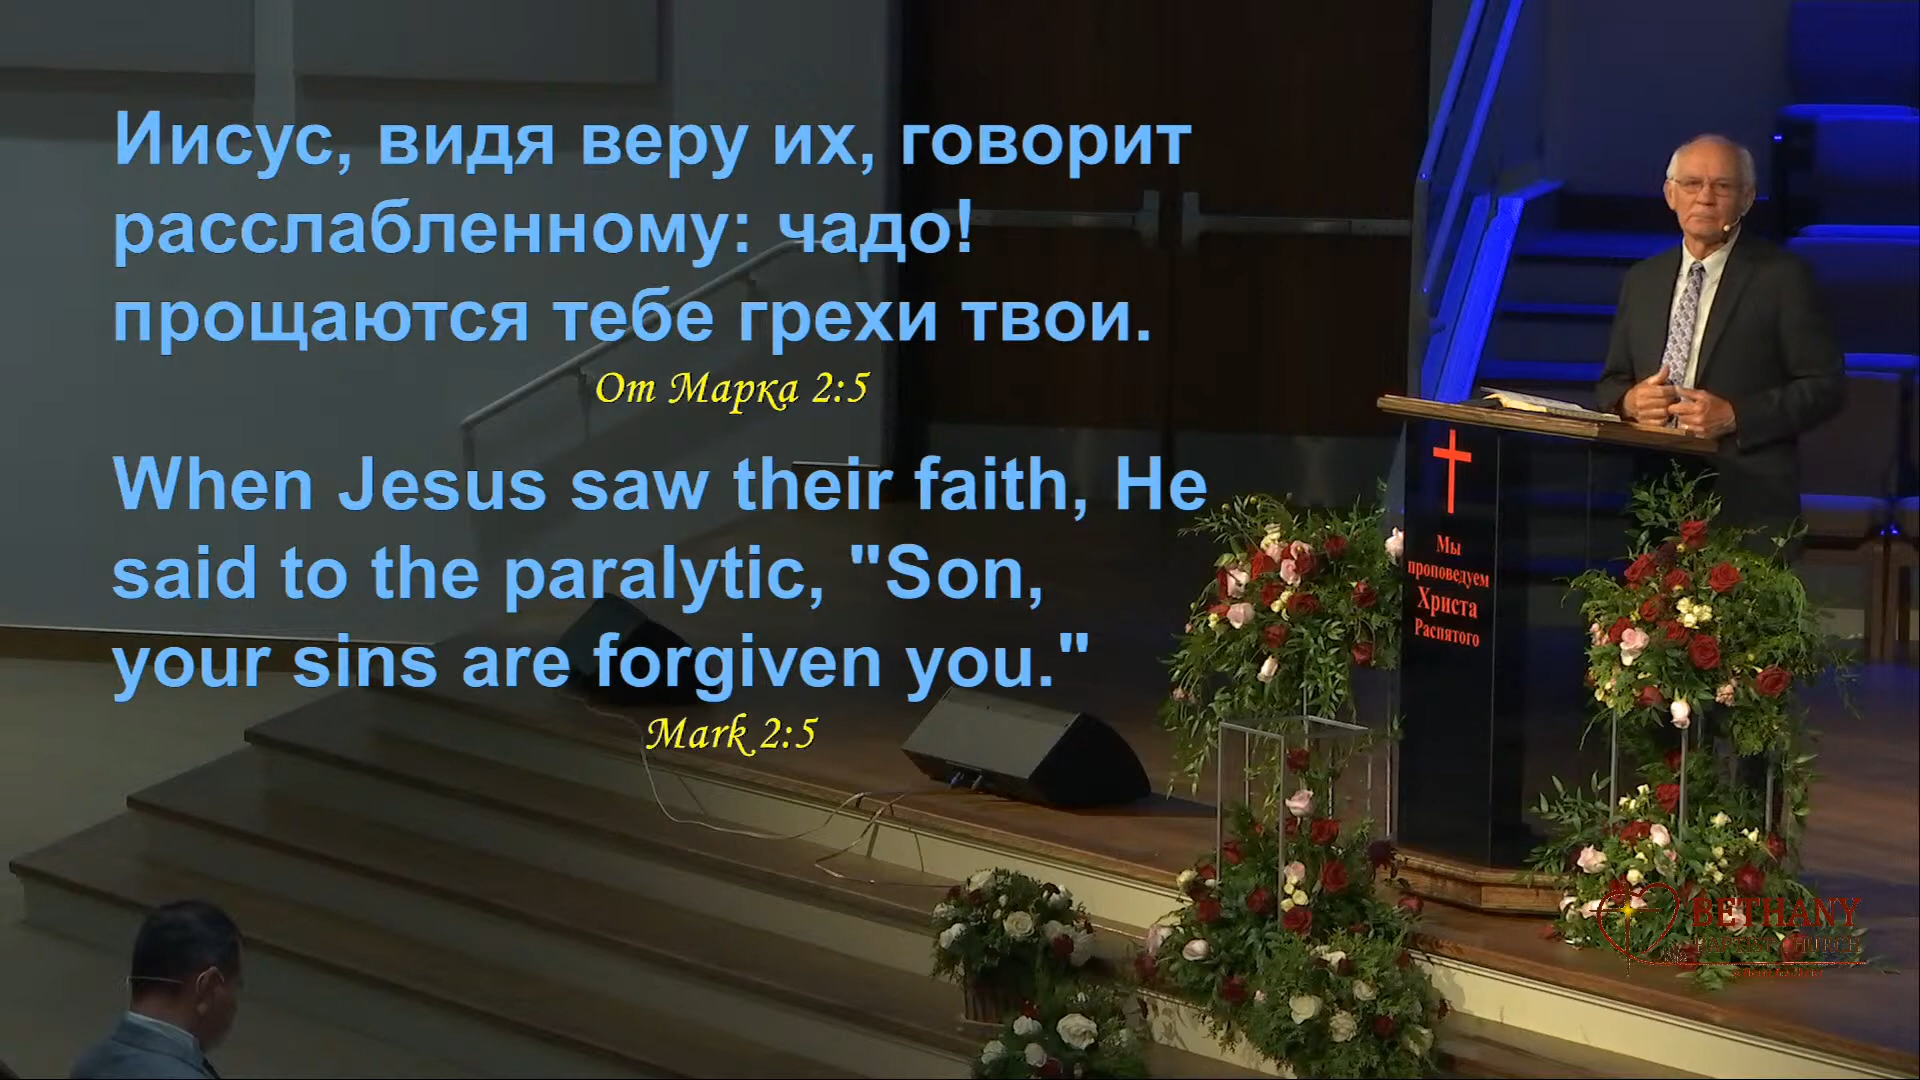 Иисус, видя веру их, говорит
расслабленному: чадо!
прощаются тебе грехи твои.
От Марка 2:5
When Jesus saw their faith, He
said to the paralytic, "Son,
your sins are forgiven you."
Mark 2:5
Мы
проповедуем
Христа
Распятого
BETHANY
BAPTIST CHURCH